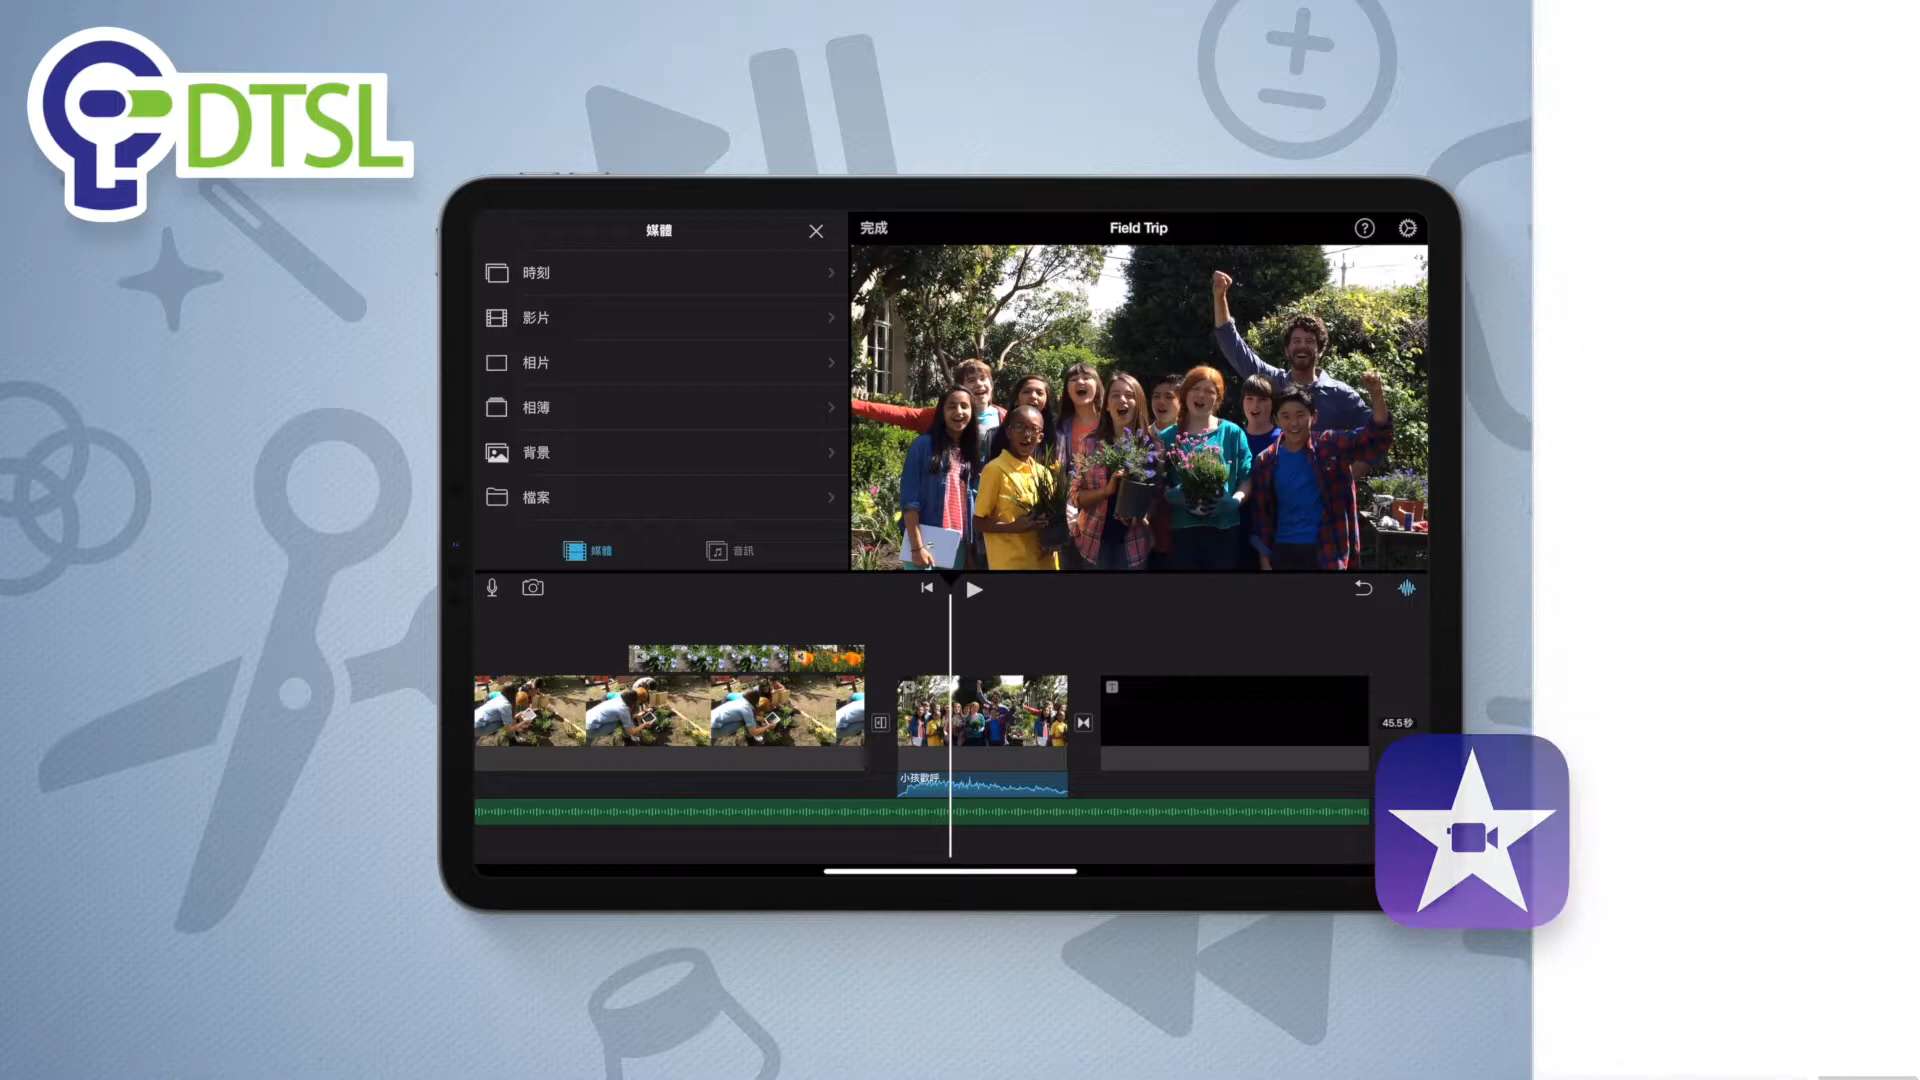 DTSL
媒體
完成
Field Trip
時刻
影片
相片
相簿
背景
檔案
媒體
音訊
T
45.5秒
小孩歡呼